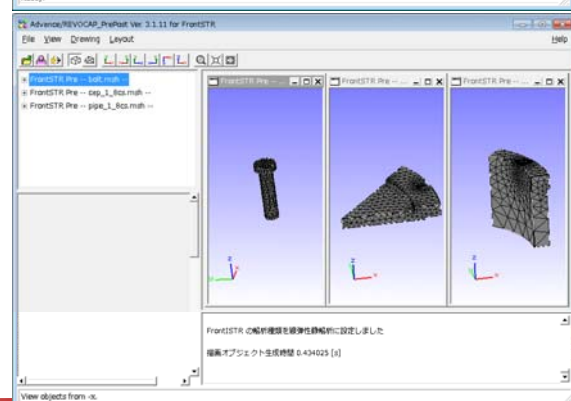 Advance/REVOCAP_PrePost Ver. 3.1.11 for FrontSTR
File View Drawing Layout Help
FrontSTR Pre -- bolt.msh --
FrontSTR Pre -- cep_1_8cs.msh --
FrontSTR Pre -- pipe_1_8cs.msh --
FrontSTR Pre -- ...
FrontSTR Pre -- ...
FrontSTR Pre -- ...
z
x
z
x
z
x
FrontISTR の解析種類を線弾性静解析に設定しました
描画オブジェクト生成時間 0.434025 [s]
View objects from -x.